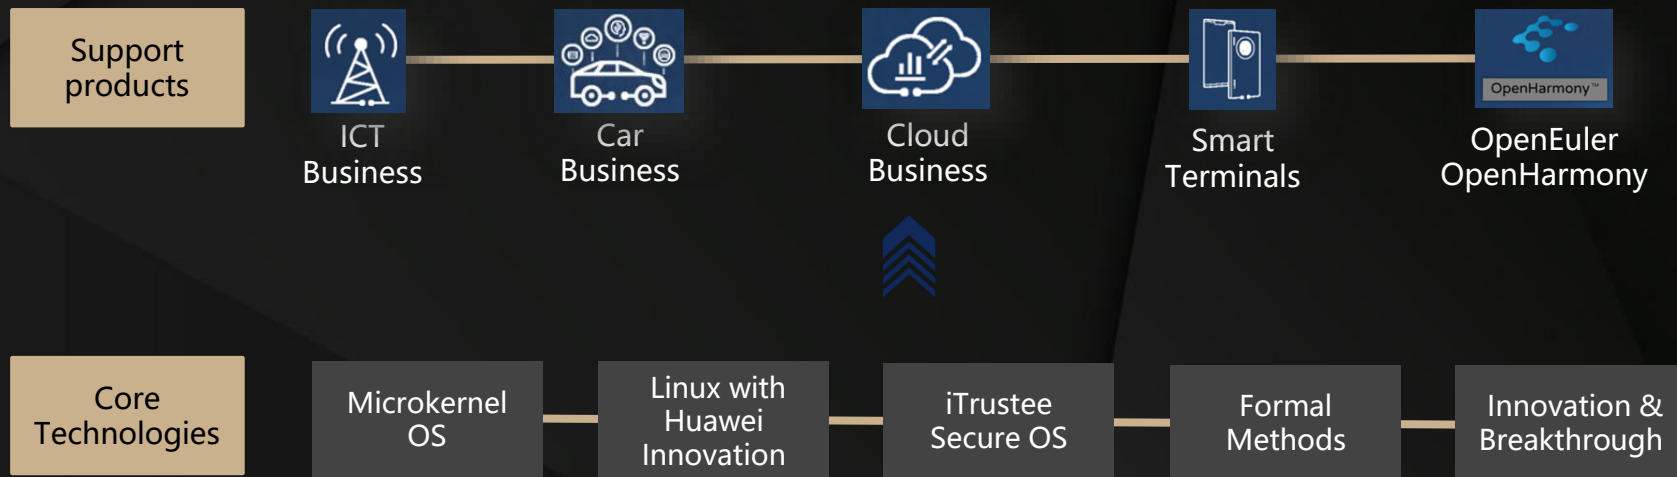 Support
products
ICT
Business
Car
Business
Cloud
Business
Smart
Terminals
OpenHarmony™
OpenEuler
OpenHarmony
Core
Technologies
Microkernel
OS
Linux with
Huawei
Innovation
iTrustee
Secure OS
Formal
Methods
Innovation &
Breakthrough